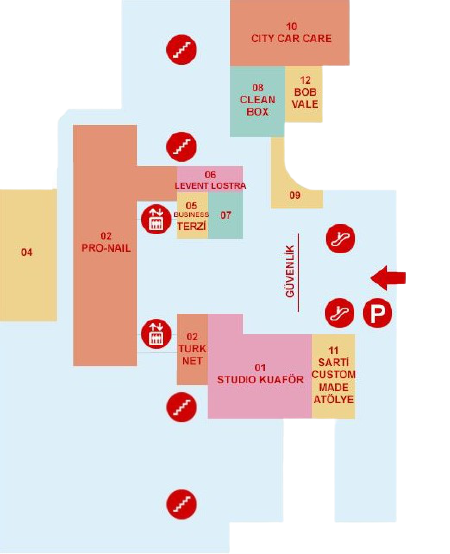 10
CITY CAR CARE
08
CLEAN
BOX
12
BOB
VALE
06
LEVENT LOSTRA
09
05
BUSINESS
TERZİ
07
02
PRO-NAIL
04
GÜVENLİK
P
02
TURK
NET
01
STUDIO KUAFÖR
11
SARTİ
CUSTOM
MADE
ATÖLYE